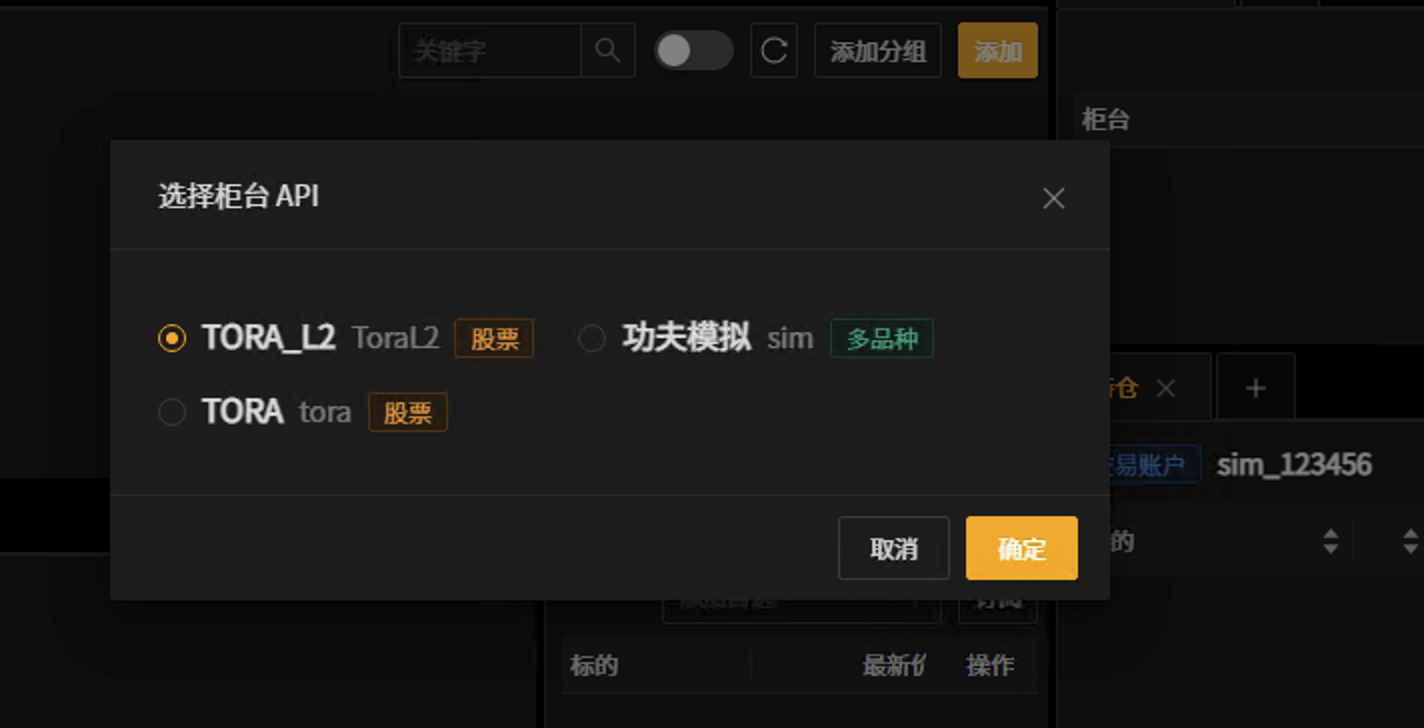 关键字
添加分组 添加
柜台
选择柜台 API
TORA_L2 ToraL2 股票 功夫模拟 sim 多品种
TORA tora 股票
仓
易账户 sim_123456
的
取消 确定
标的 最新价 操作